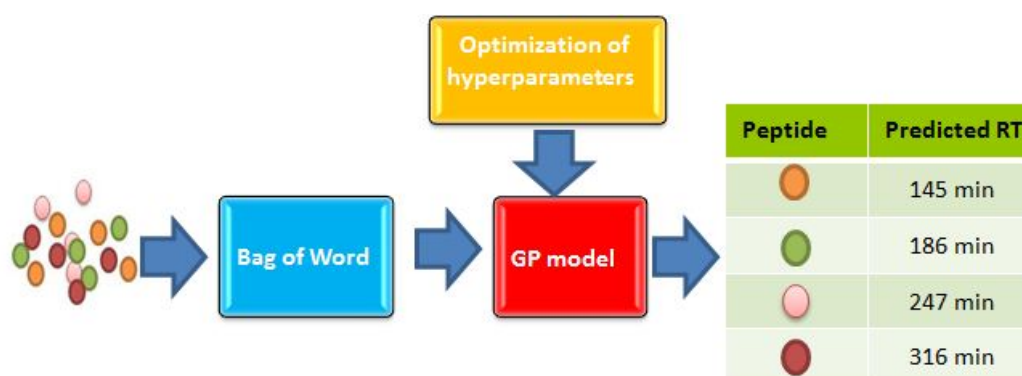 Optimization of
hyperparameters
Bag of Word
GP model
Peptide Predicted RT
145 min
186 min
247 min
316 min